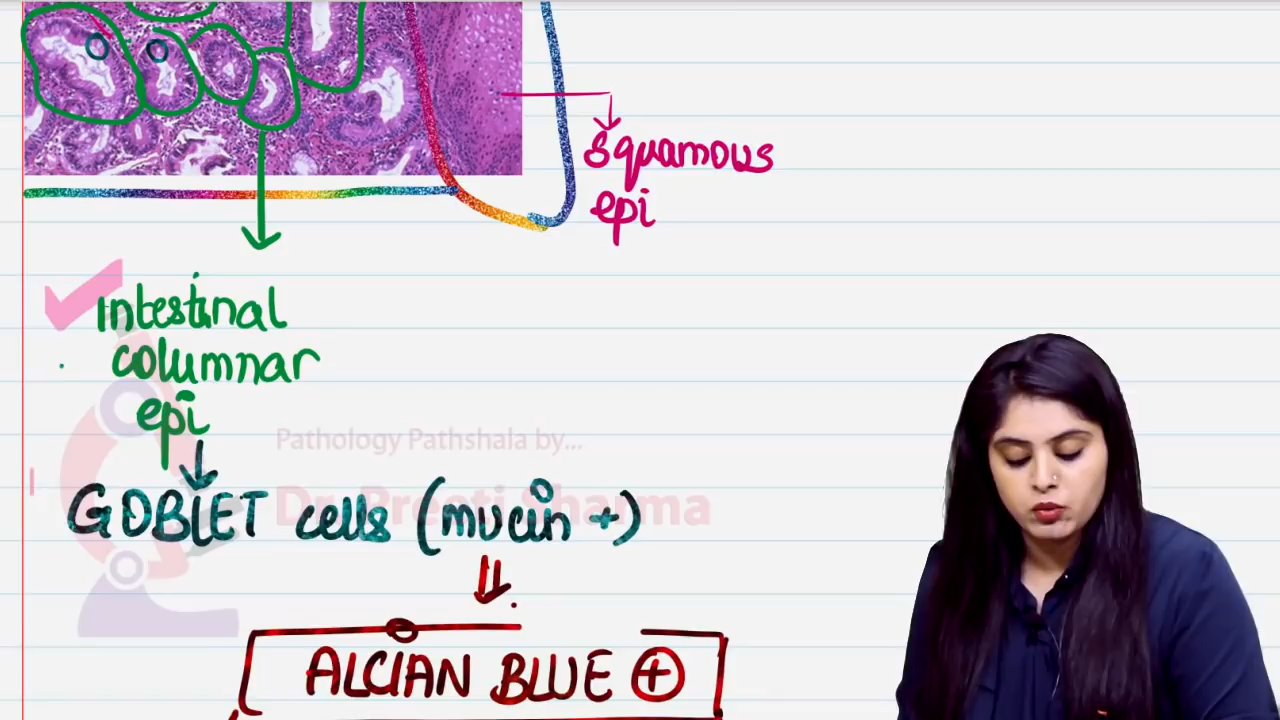 Squamous
epi
Intestinal
columnar
epi
Pathology Pathshala by...
Dr. Preeti Sharma
GOBLET cells (mucin +)
ALCIAN BLUE +